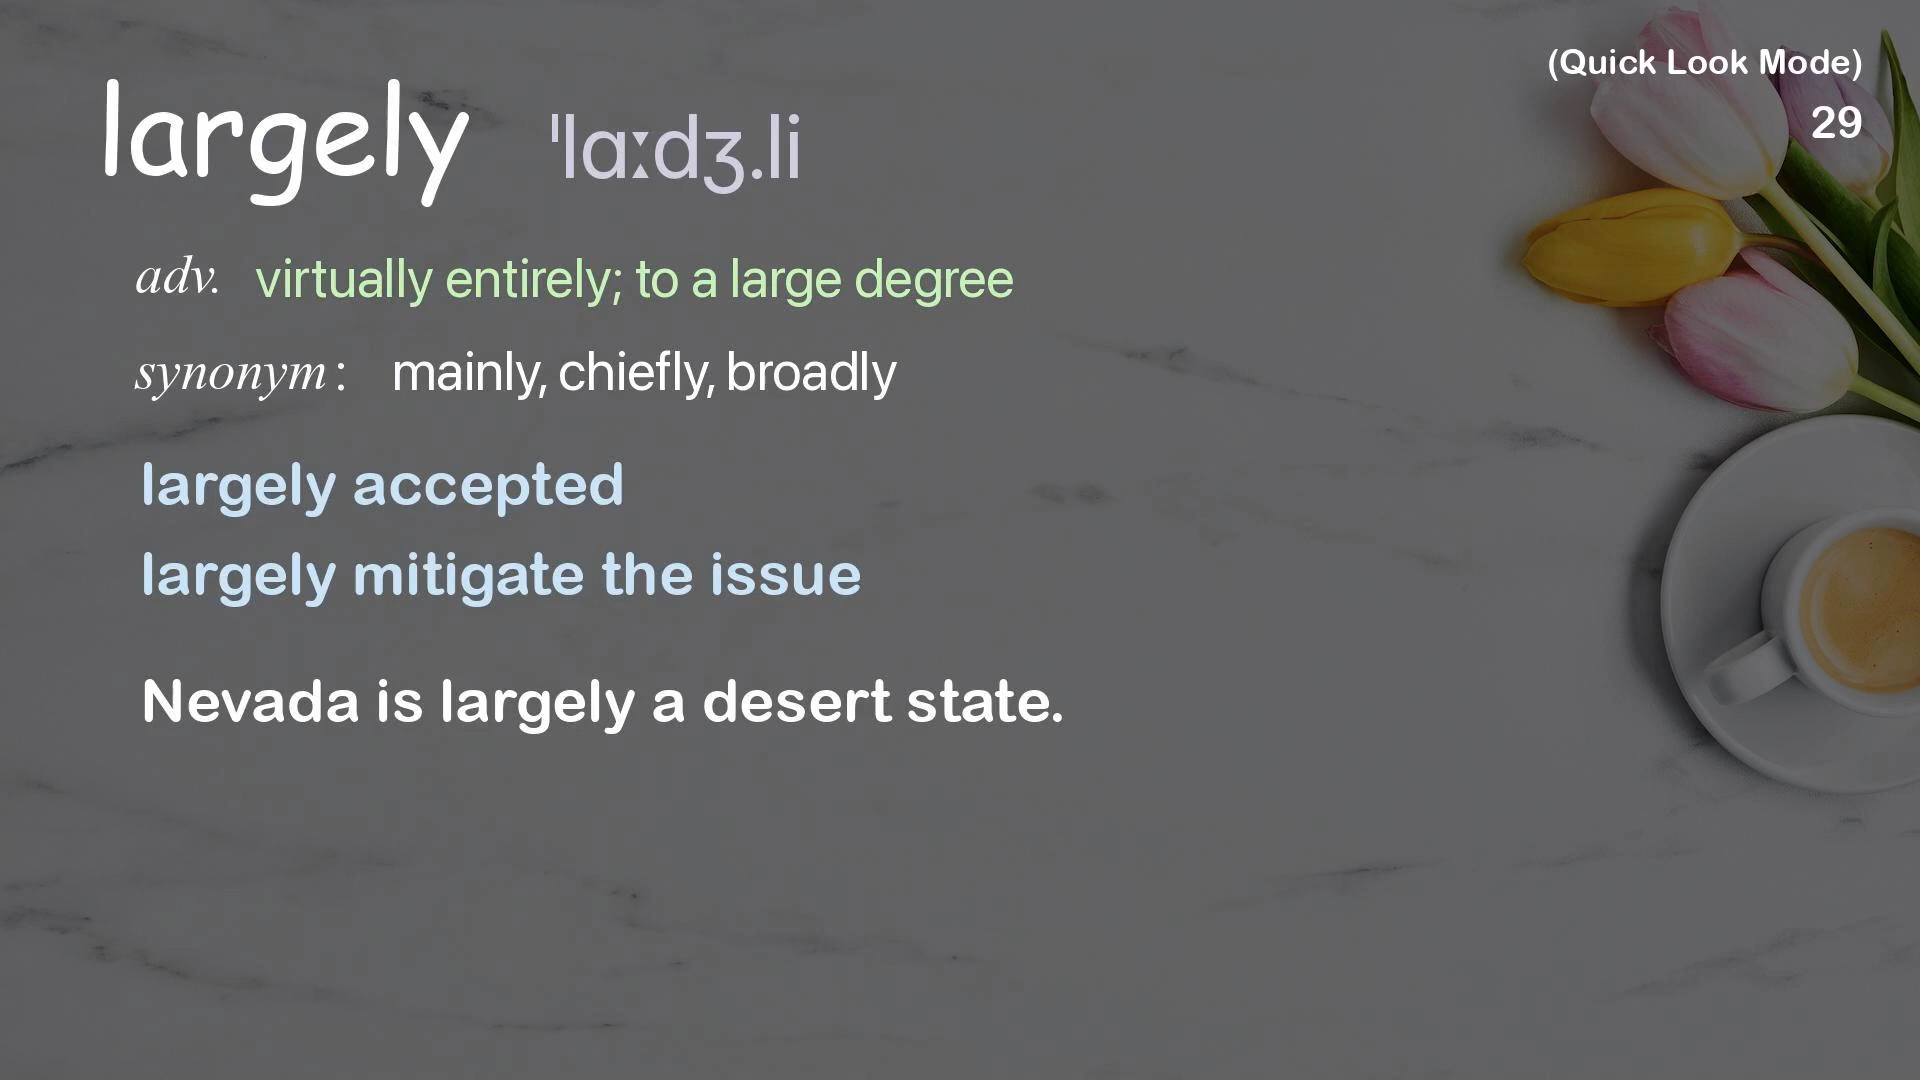 (Quick Look Mode)
29
largely ˈlɑːdʒ.li
adv. virtually entirely; to a large degree
synonym: mainly, chiefly, broadly
largely accepted
largely mitigate the issue
Nevada is largely a desert state.